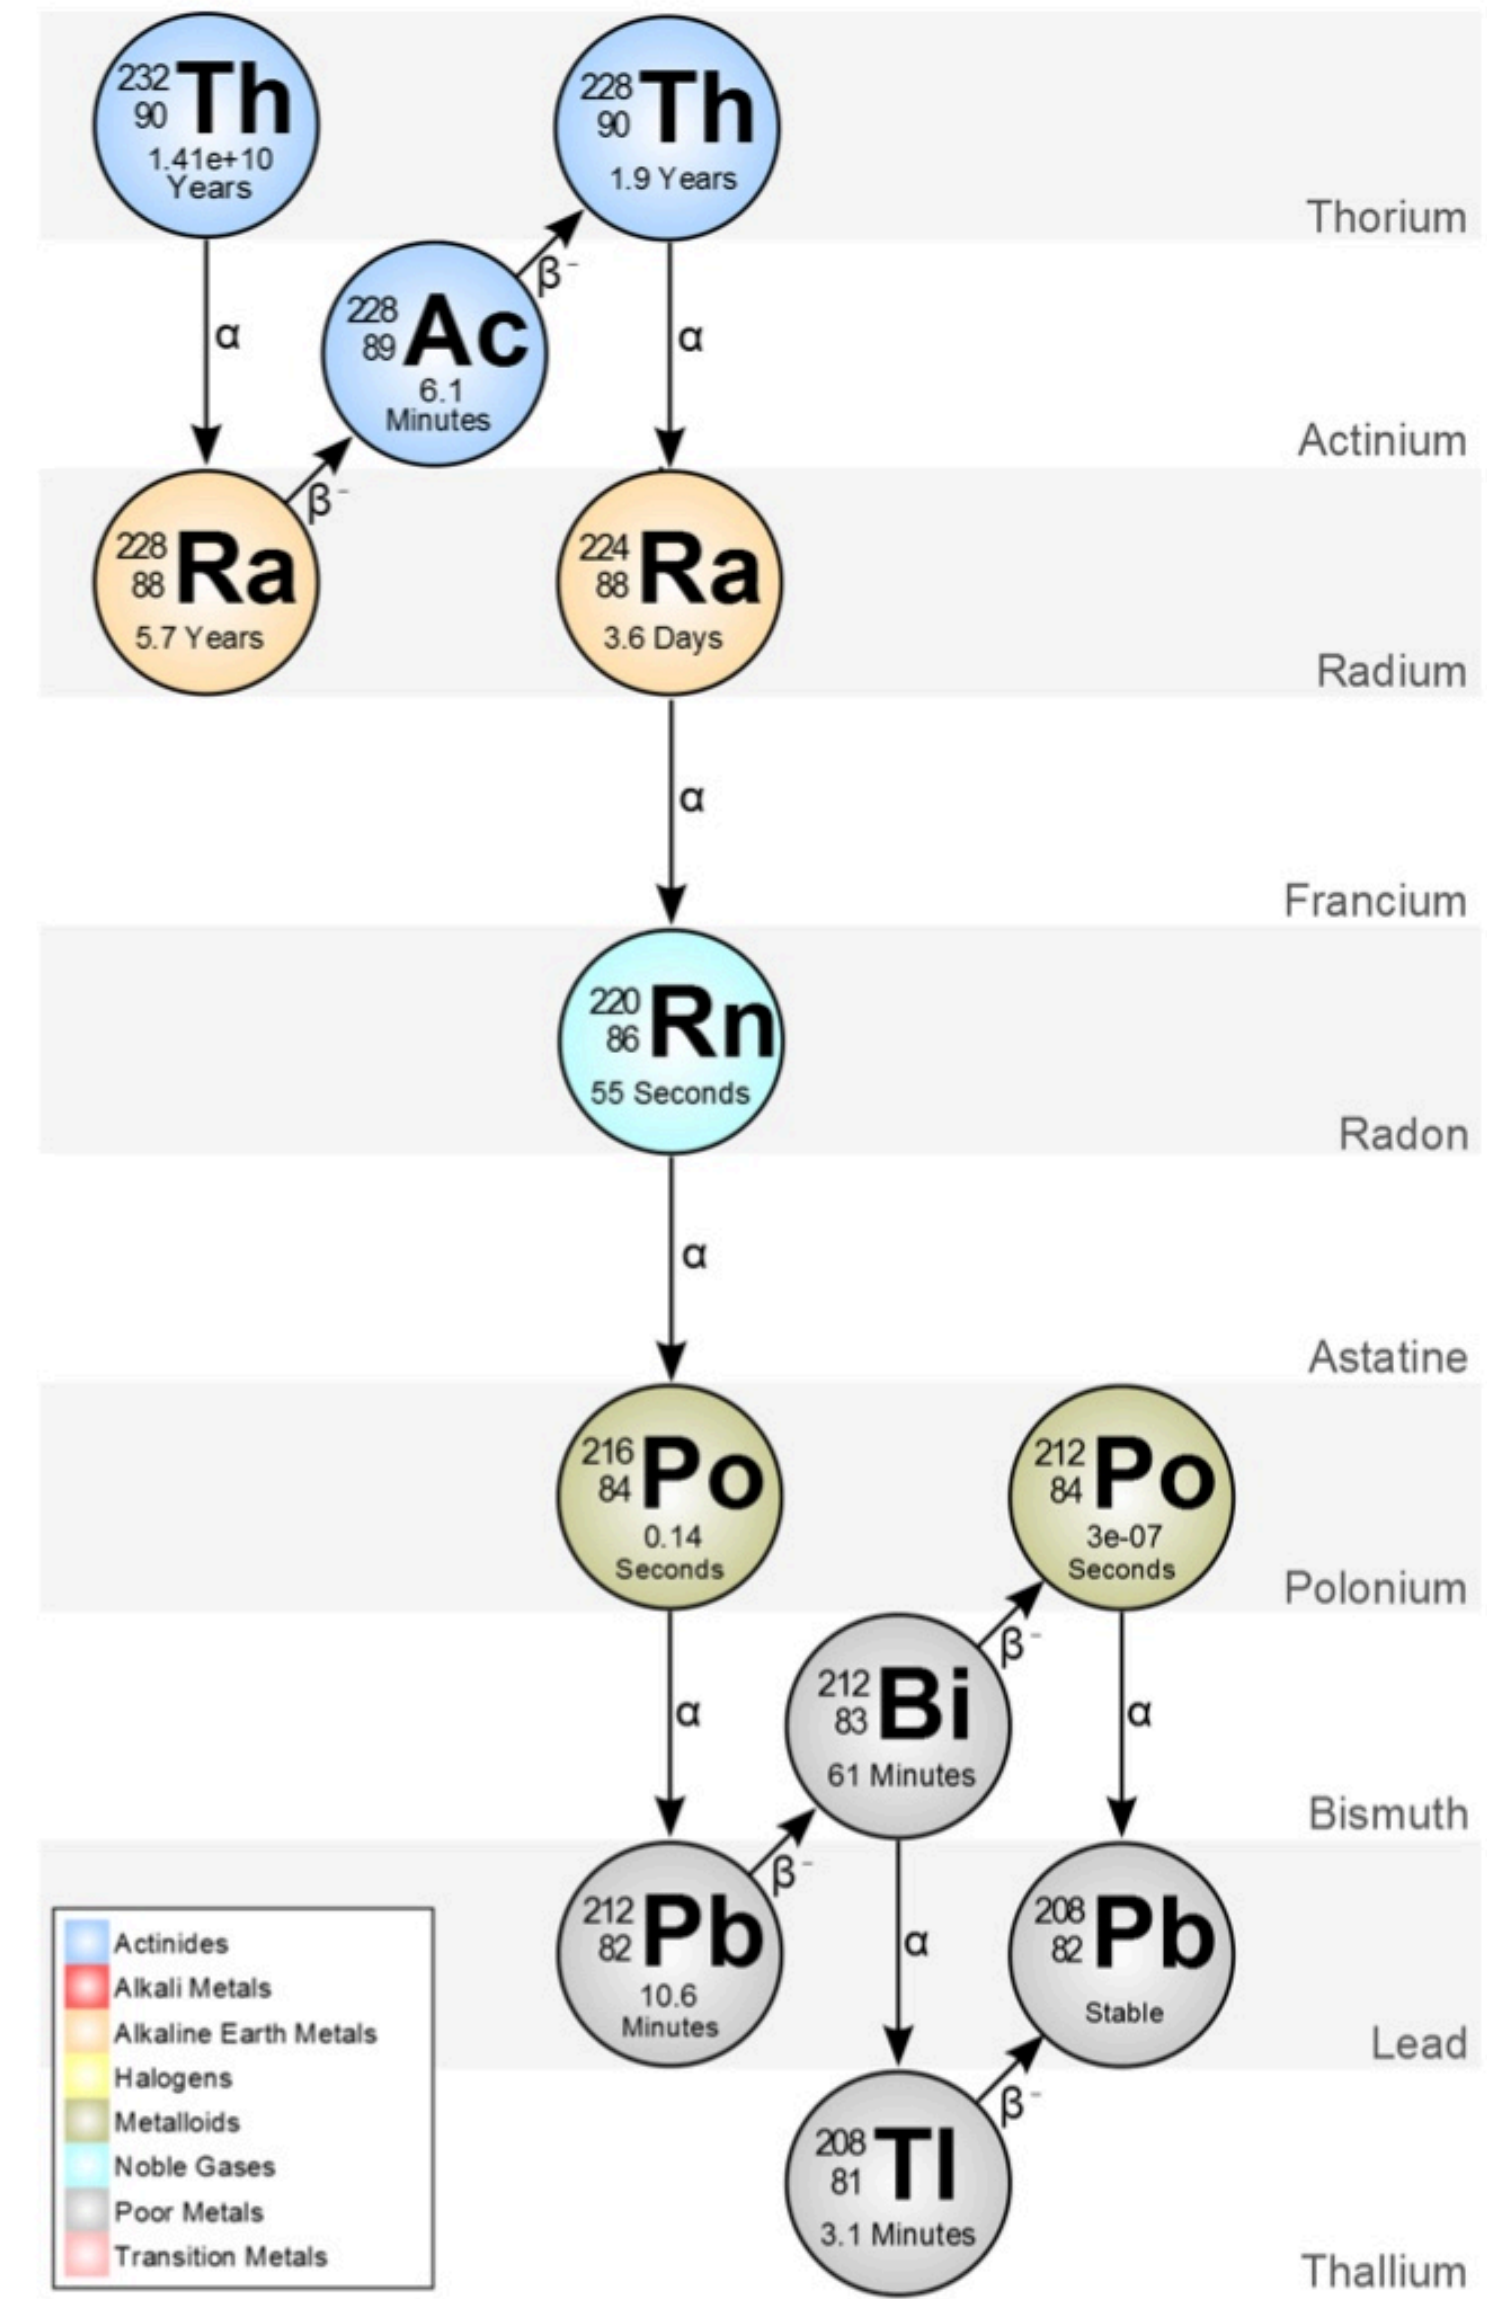 232
90
Th
1.41e+10
Years
228
90
Th
1.9 Years
Thorium
α
β-
228
89
Ac
6.1
Minutes
α
Actinium
β-
228
88
Ra
5.7 Years
224
88
Ra
3.6 Days
Radium
α
Francium
220
86
Rn
55 Seconds
Radon
α
Astatine
216
84
Po
0.14
Seconds
212
84
Po
3e-07
Seconds
Polonium
β-
α
212
83
Bi
61 Minutes
α
Bismuth
β-
212
82
Pb
10.6
Minutes
α
208
82
Pb
Stable
Lead
β-
208
81
Tl
3.1 Minutes
Thallium
Actinides
Alkali Metals
Alkaline Earth Metals
Halogens
Metalloids
Noble Gases
Poor Metals
Transition Metals